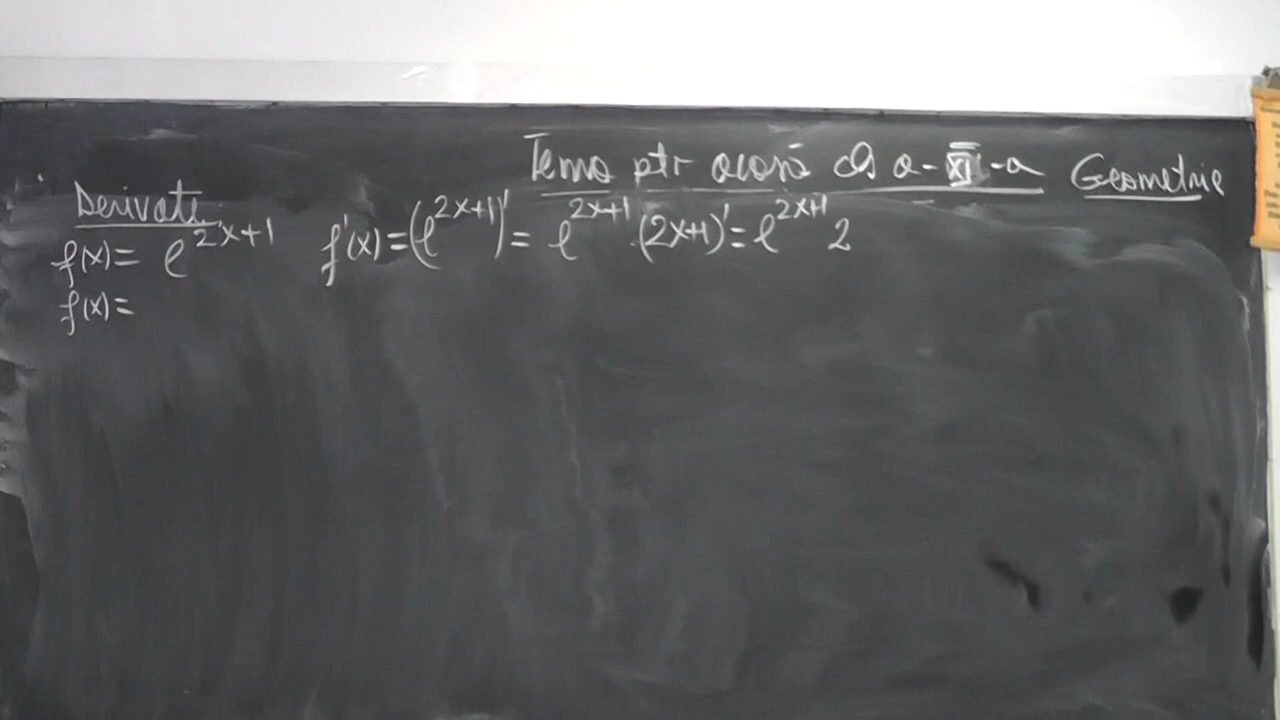 Tema ptr acasă cls a-XI-a Geometrie
Derivate
f(x)= e^{2x+1} f'(x)=(e^{2x+1})'= e^{2x+1}·(2x+1)'=e^{2x+1} 2
f(x)=